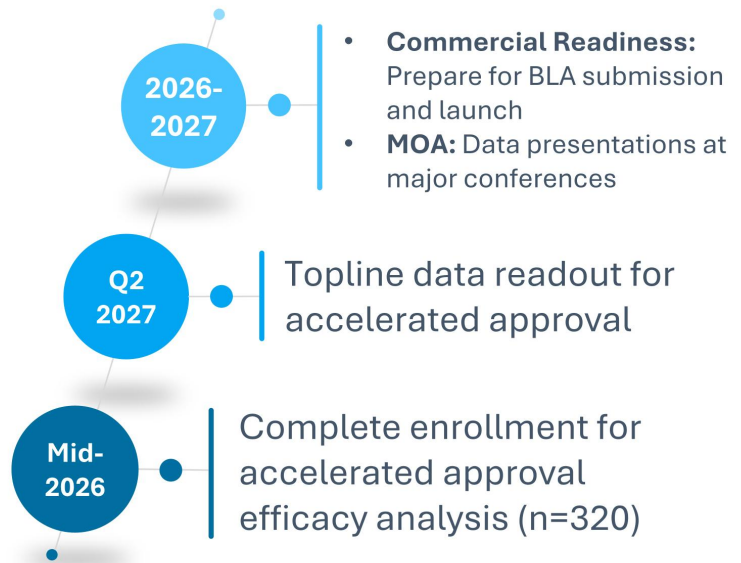 2026-
2027
• Commercial Readiness:
Prepare for BLA submission
and launch
• MOA: Data presentations at
major conferences
Q2
2027
Topline data readout for
accelerated approval
Mid-
2026
Complete enrollment for
accelerated approval
efficacy analysis (n=320)